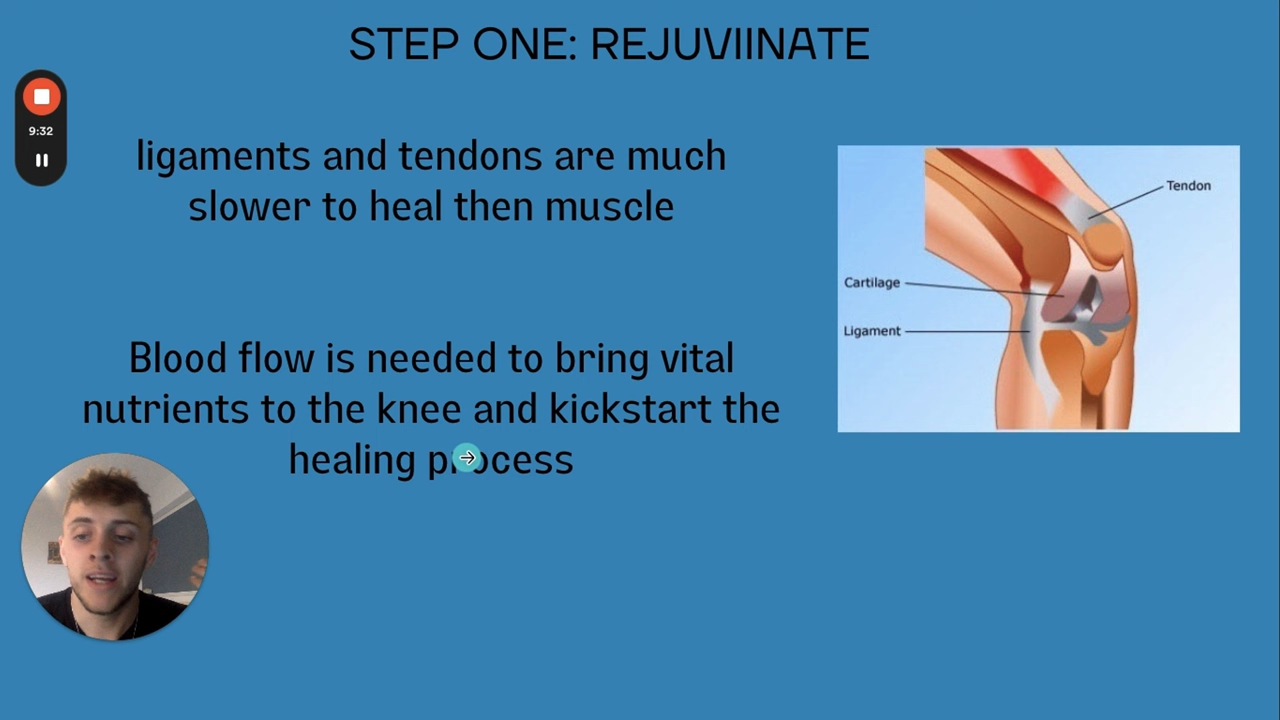 STEP ONE: REJUVIINATE
9:32
ligaments and tendons are much
slower to heal then muscle
Blood flow is needed to bring vital
nutrients to the knee and kickstart the
healing process
Tendon
Cartilage
Ligament